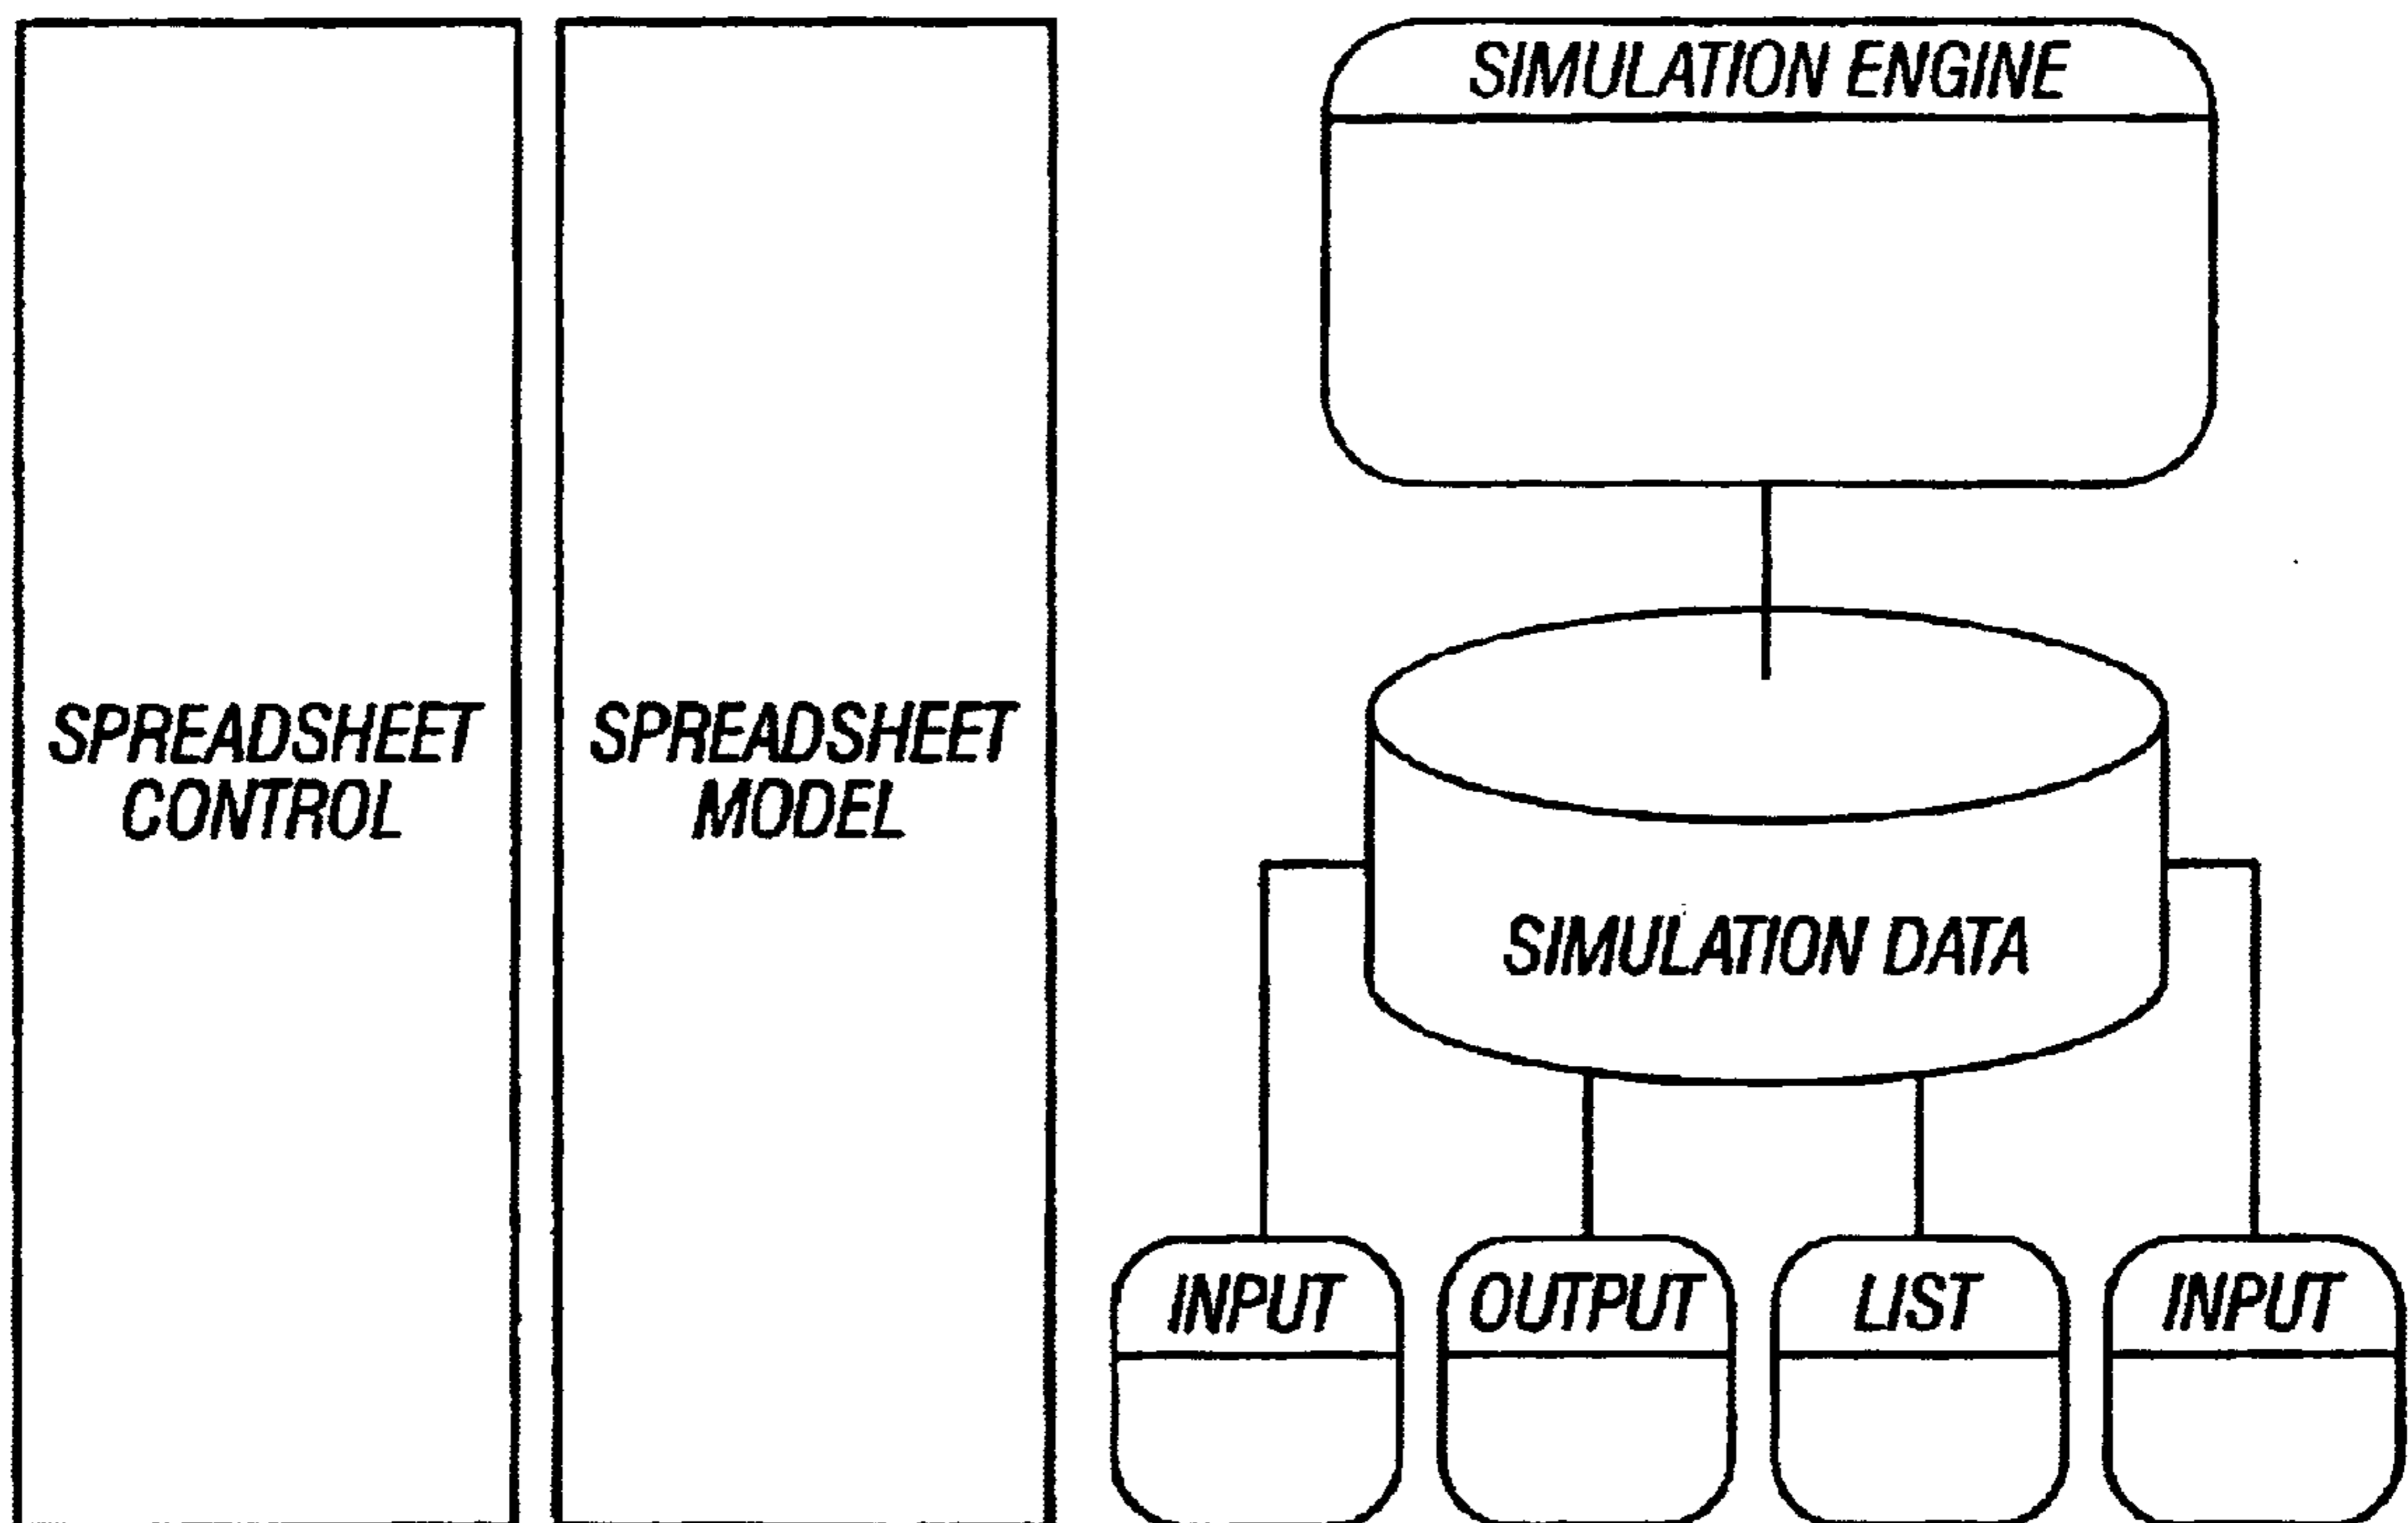 SPREADSHEET
CONTROL
SPREADSHEET
MODEL
SIMULATION ENGINE
SIMULATION DATA
INPUT
OUTPUT
LIST
INPUT